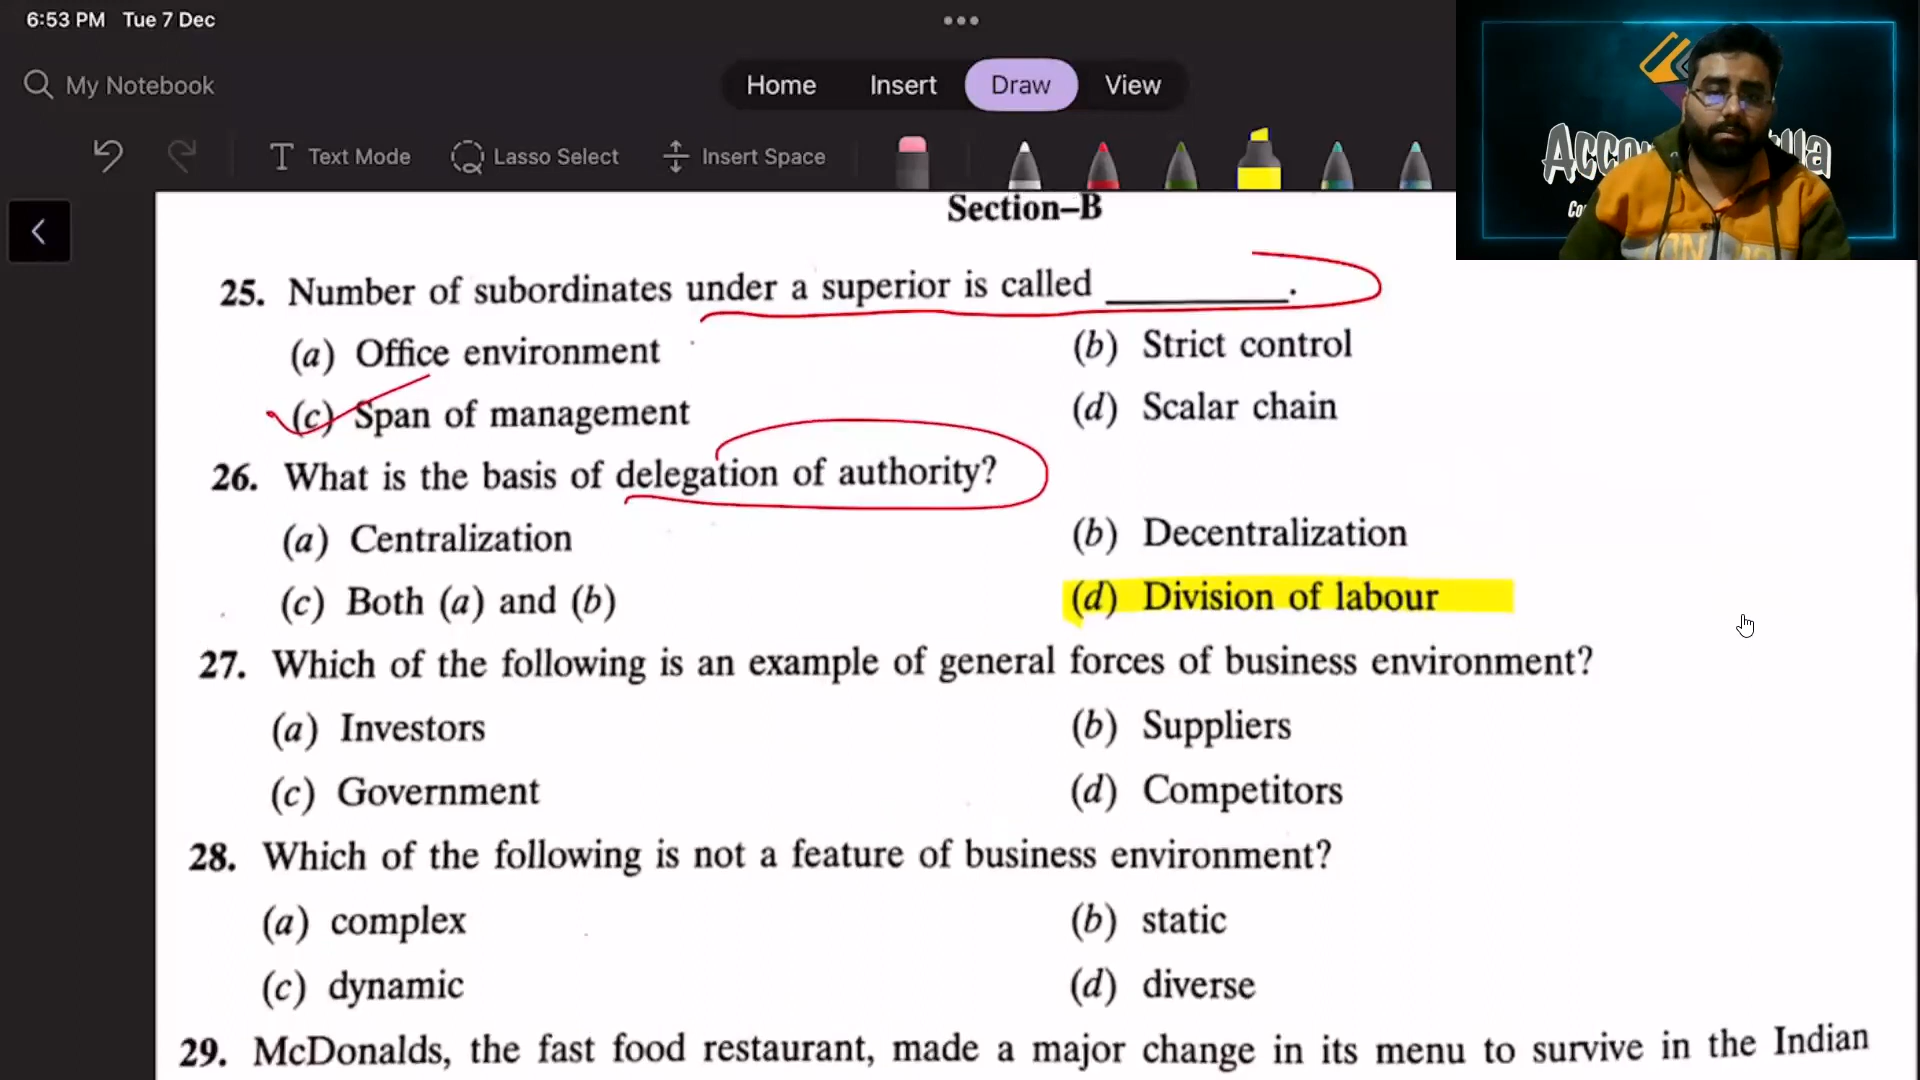 6:53 PM Tue 7 Dec
My Notebook
Home Insert Draw View
Text Mode Lasso Select Insert Space
Section–B
25. Number of subordinates under a superior is called __________.
(a) Office environment (b) Strict control
(c) Span of management (d) Scalar chain
26. What is the basis of delegation of authority?
(a) Centralization (b) Decentralization
(c) Both (a) and (b) (d) Division of labour
27. Which of the following is an example of general forces of business environment?
(a) Investors (b) Suppliers
(c) Government (d) Competitors
28. Which of the following is not a feature of business environment?
(a) complex (b) static
(c) dynamic (d) diverse
29. McDonalds, the fast food restaurant, made a major change in its menu to survive in the Indian